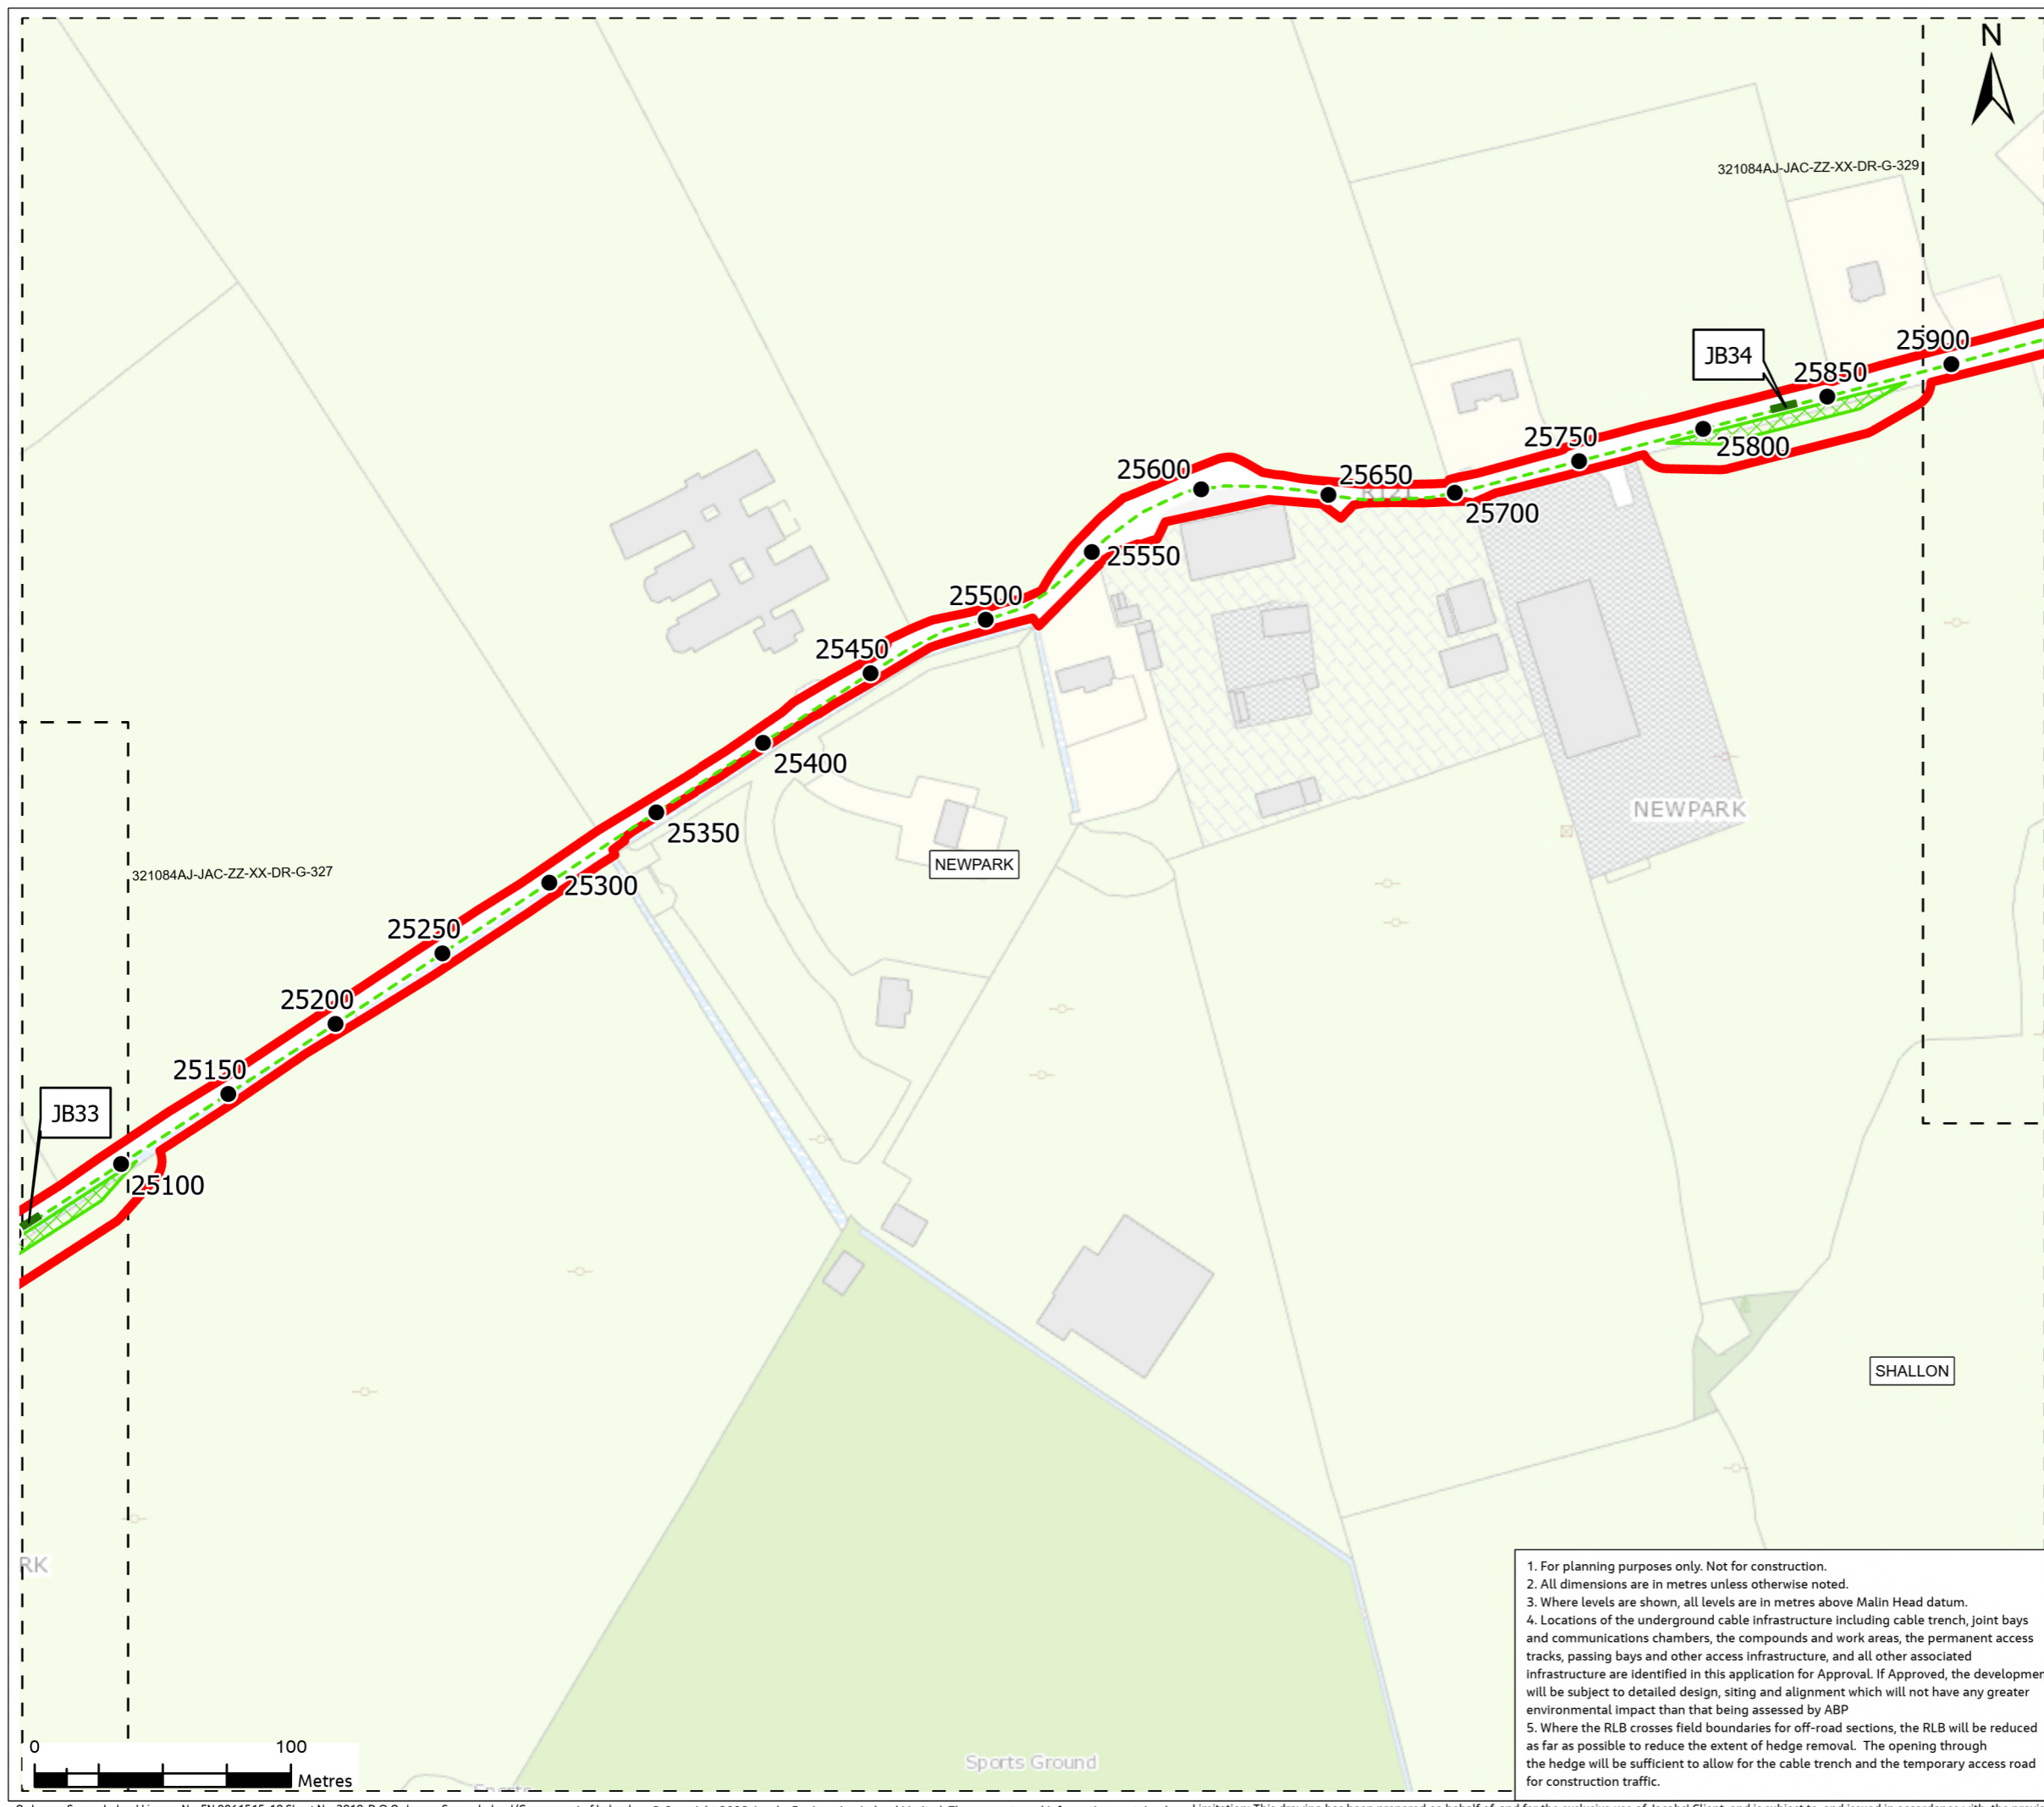 N
321084AJ-JAC-ZZ-XX-DR-G-329
25900
JB34
25850
25800
25750
25700
25650
25600
25550
25500
25450
25400
25350
25300
25250
25200
25150
25100
JB33
321084AJ-JAC-ZZ-XX-DR-G-327
NEWPARK
NEWPARK
SHALLON
RK
Sports Ground
Sports
0 100
Metres
1. For planning purposes only. Not for construction.
2. All dimensions are in metres unless otherwise noted.
3. Where levels are shown, all levels are in metres above Malin Head datum.
4. Locations of the underground cable infrastructure including cable trench, joint bays
and communications chambers, the compounds and work areas, the permanent access
tracks, passing bays and other access infrastructure, and all other associated
infrastructure are identified in this application for Approval. If Approved, the developmen
will be subject to detailed design, siting and alignment which will not have any greater
environmental impact than that being assessed by ABP
5. Where the RLB crosses field boundaries for off-road sections, the RLB will be reduced
as far as possible to reduce the extent of hedge removal. The opening through
the hedge will be sufficient to allow for the cable trench and the temporary access road
for construction traffic.